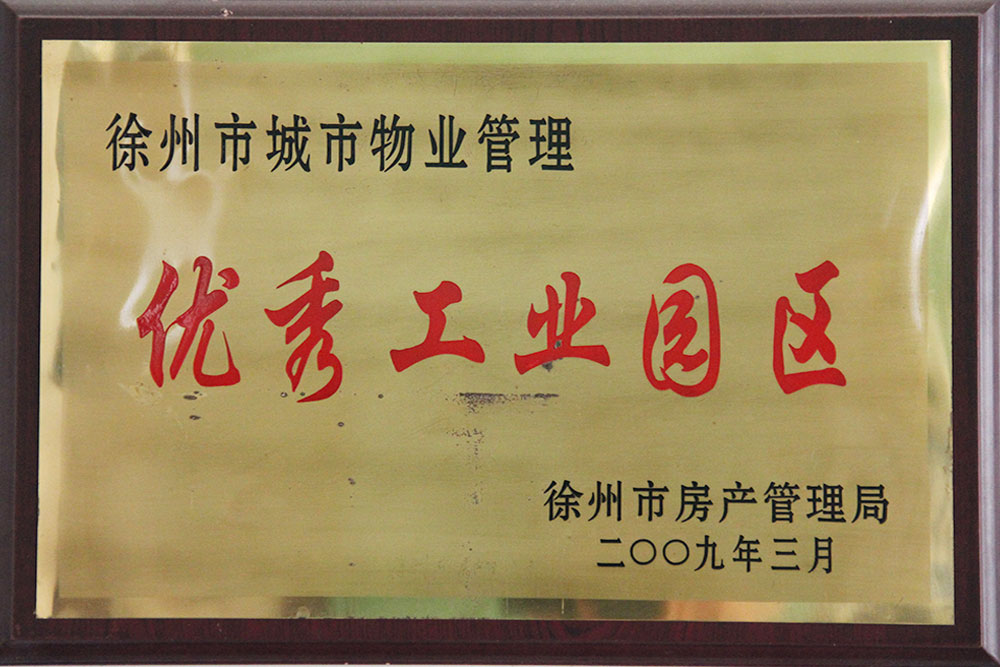 徐州市城市物业管理
优秀工业园区
徐州市房产管理局
二〇〇九年三月